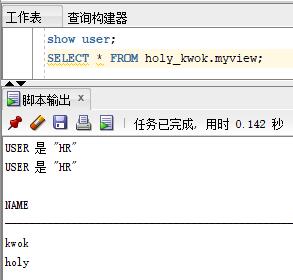 工作表 查询构建器
show user;
SELECT * FROM holy_kwok.myview;
脚本输出 x
任务已完成, 用时 0.142 秒
USER 是 "HR"
USER 是 "HR"
NAME
kwok
holy